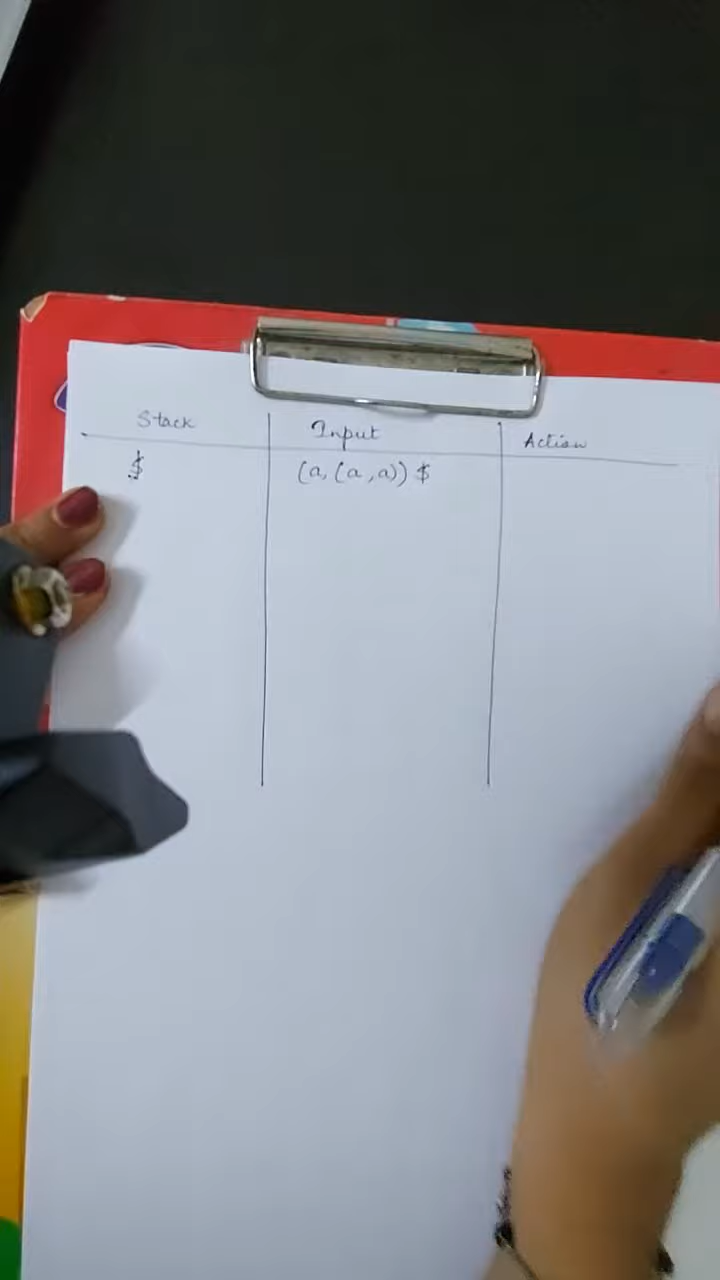 Stack Input Action
$ (a, (a, a)) $